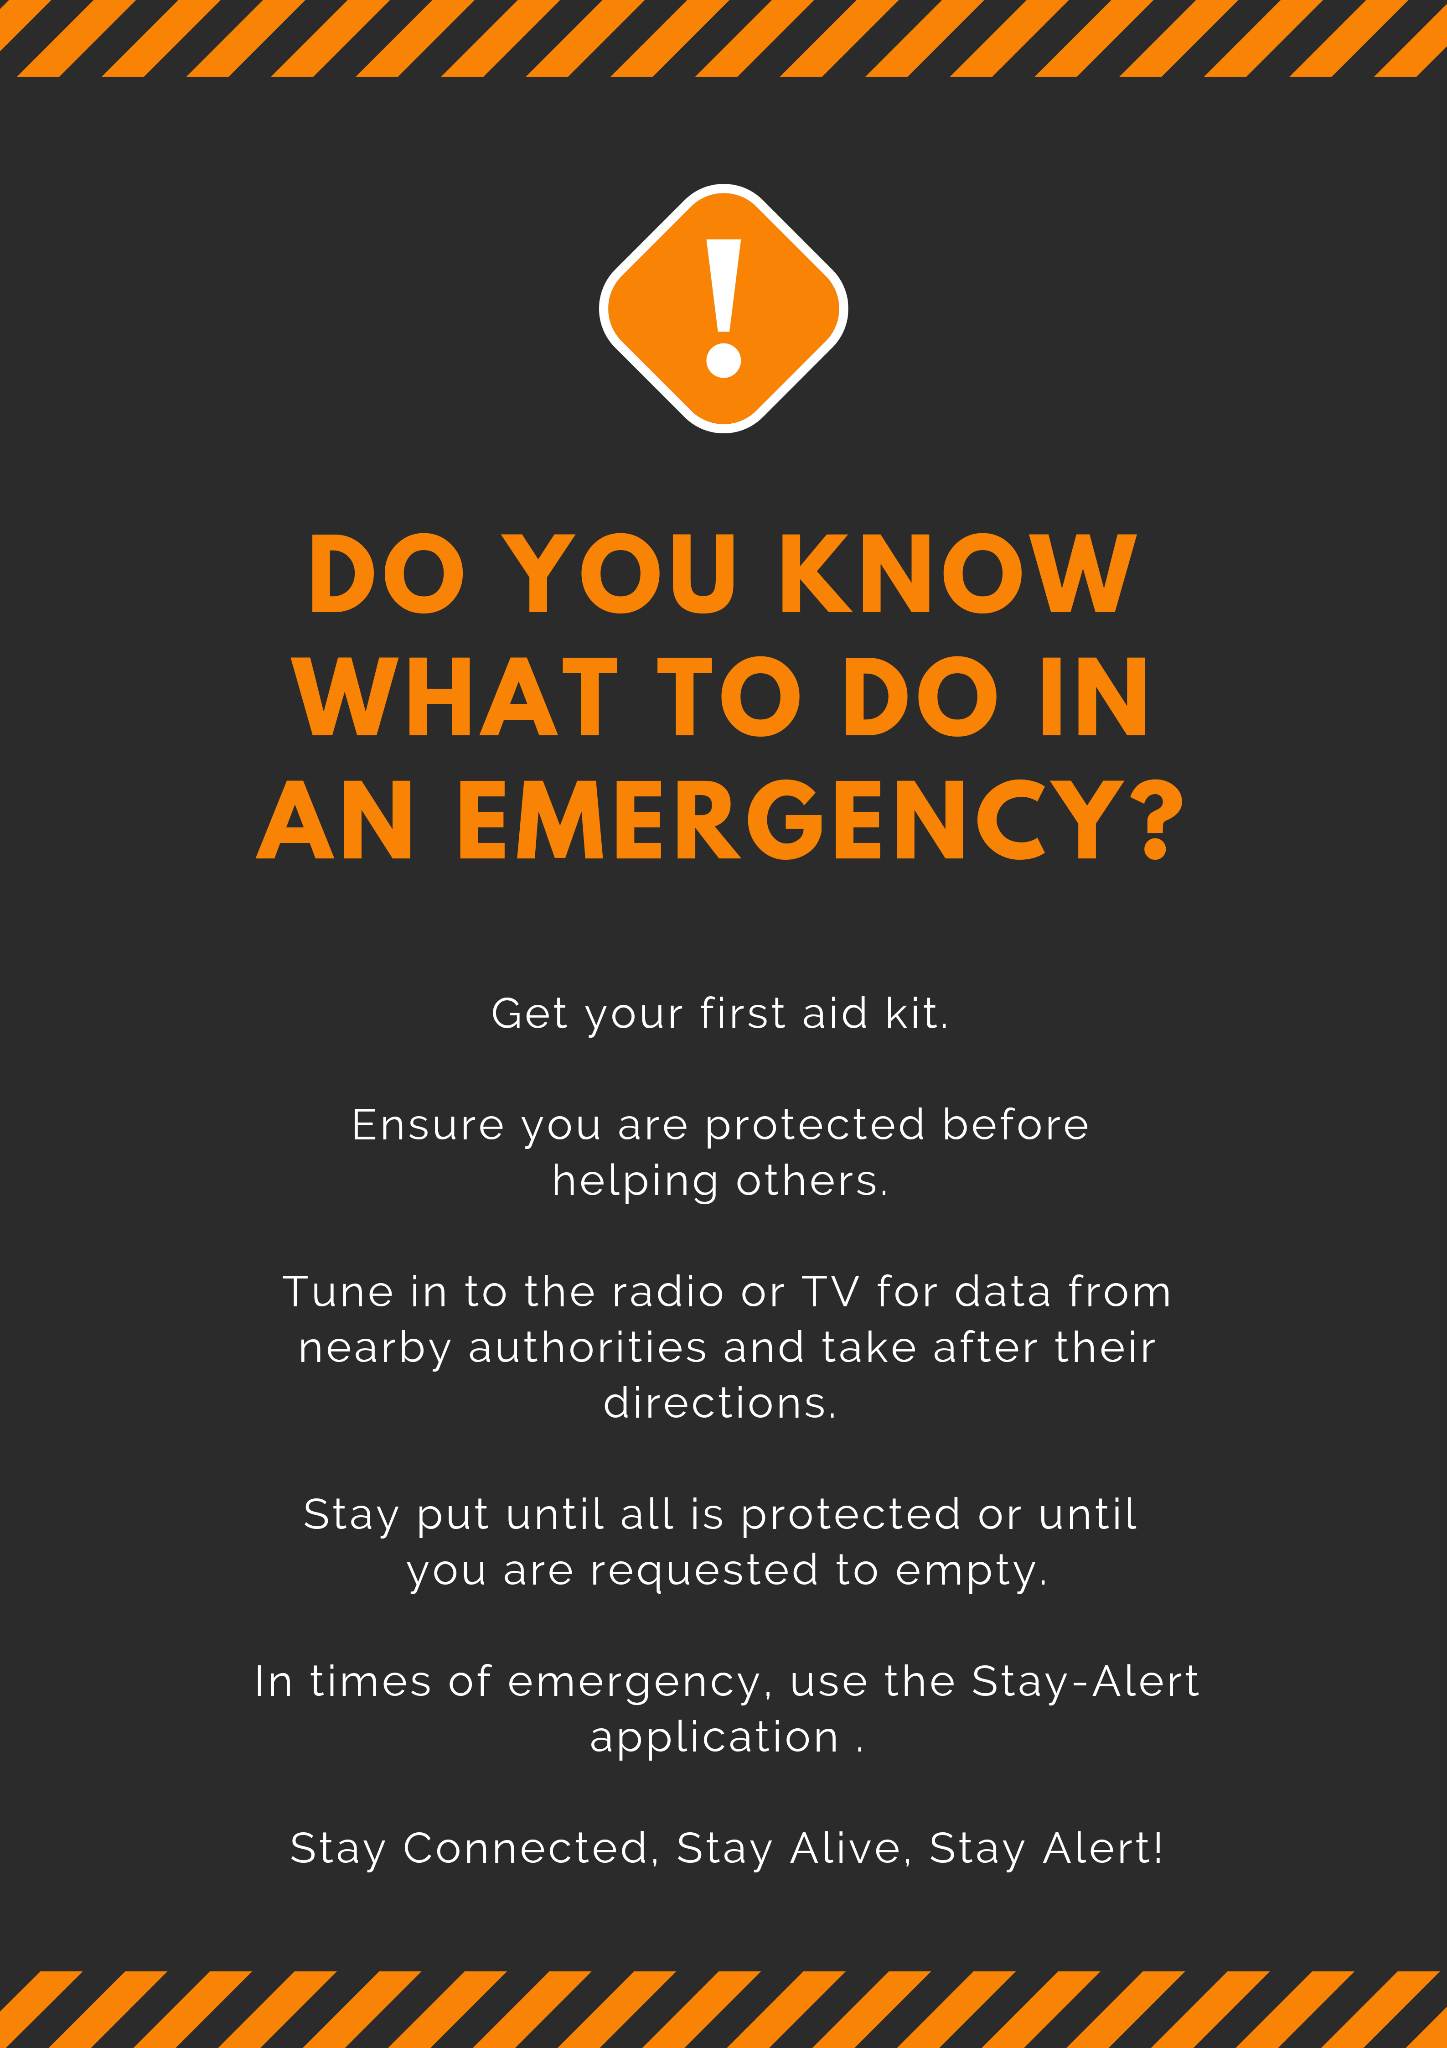 !
DO YOU KNOW
WHAT TO DO IN
AN EMERGENCY?
Get your first aid kit.
Ensure you are protected before
helping others.
Tune in to the radio or TV for data from
nearby authorities and take after their
directions.
Stay put until all is protected or until
you are requested to empty.
In times of emergency, use the Stay-Alert
application .
Stay Connected, Stay Alive, Stay Alert!